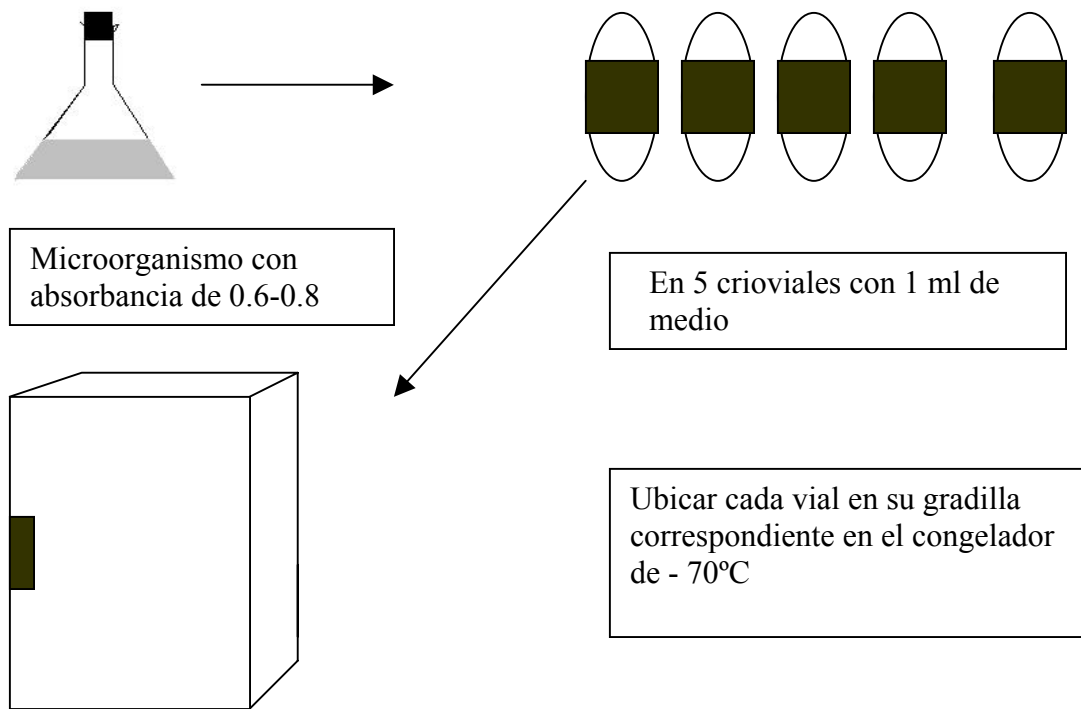 Microorganismo con
absorbancia de 0.6-0.8
En 5 crioviales con 1 ml de
medio
Ubicar cada vial en su gradilla
correspondiente en el congelador
de - 70ºC